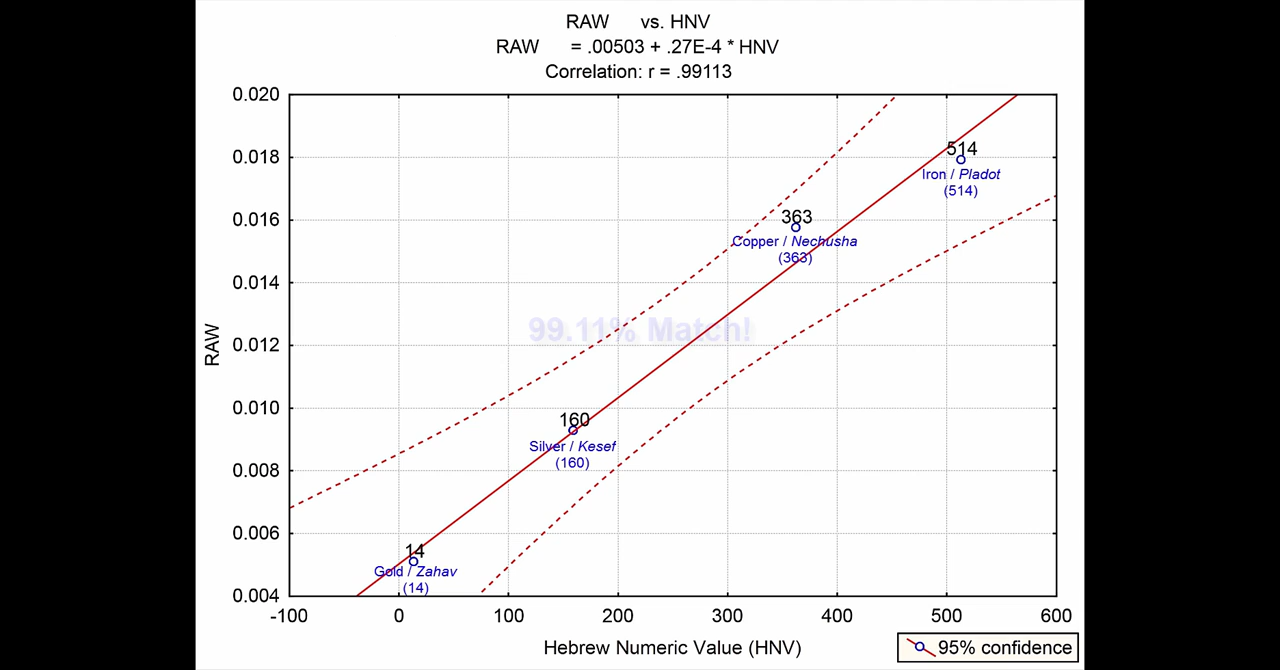 RAW vs. HNV
RAW = .00503 + .27E-4 * HNV
Correlation: r = .99113
0.020
0.018
0.016
0.014
0.012
0.010
0.008
0.006
0.004
RAW
514
Iron / Pladot
(514)
363
Copper / Nechusha
(363)
99.11% Match!
160
Silver / Kesef
(160)
14
Gold / Zahav
(14)
-100 0 100 200 300 400 500 600
Hebrew Numeric Value (HNV)
95% confidence